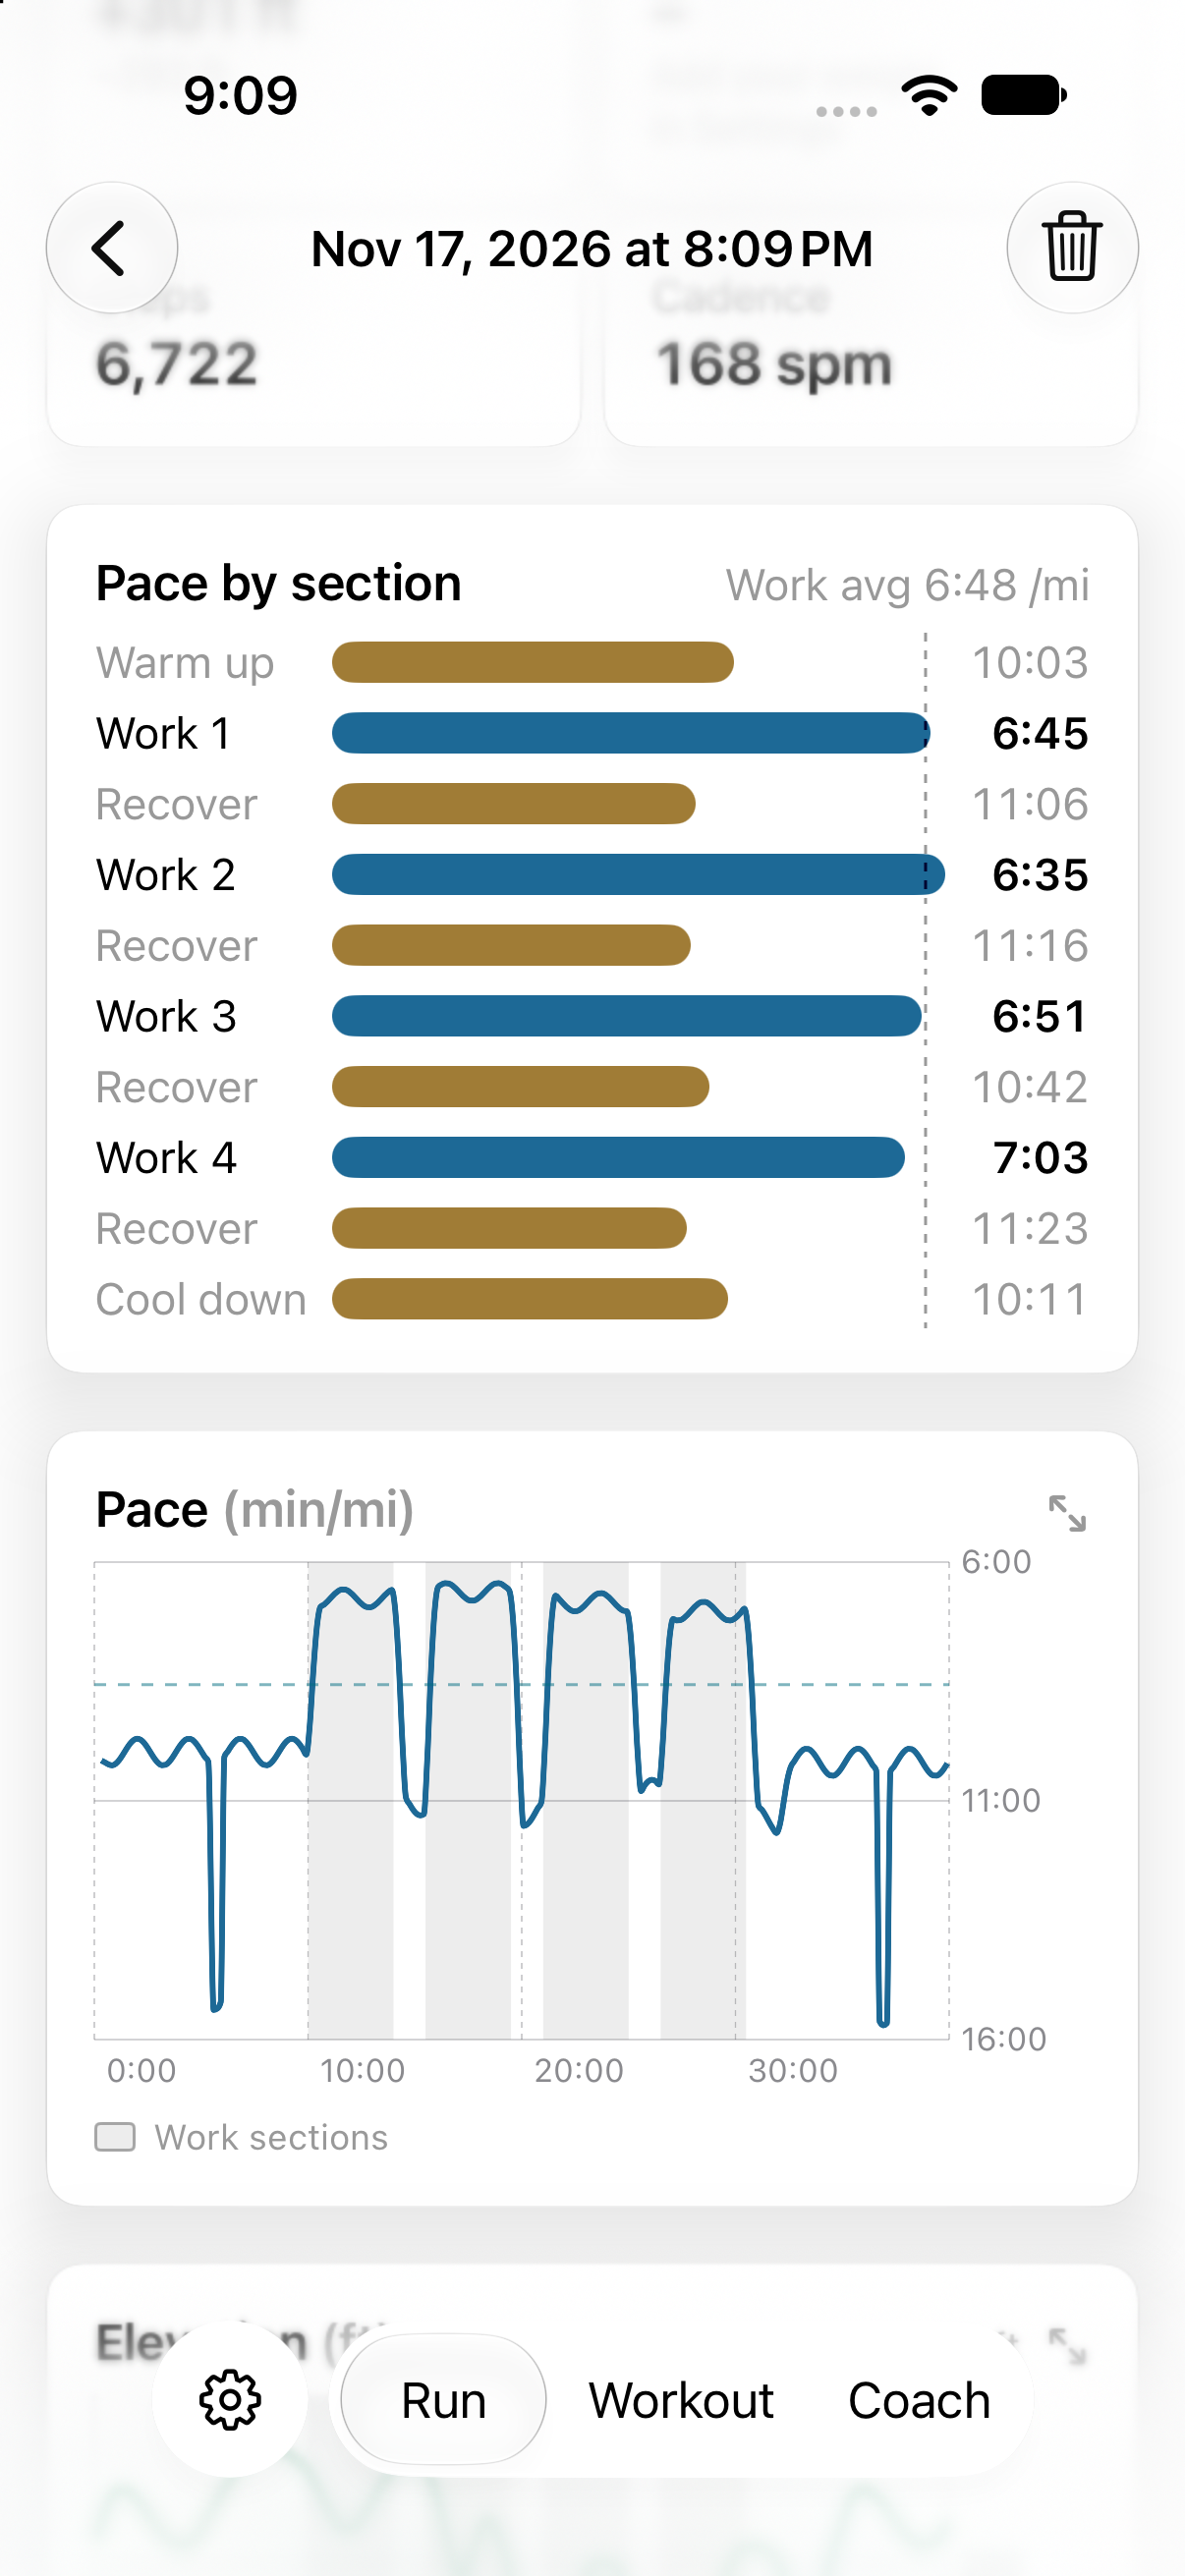 9:09
Nov 17, 2026 at 8:09 PM
Cadence
6,722
168 spm
Pace by section
Work avg 6:48 /mi
Warm up 10:03
Work 1 6:45
Recover 11:06
Work 2 6:35
Recover 11:16
Work 3 6:51
Recover 10:42
Work 4 7:03
Recover 11:23
Cool down 10:11
Pace (min/mi)
6:00
11:00
16:00
0:00 10:00 20:00 30:00
Work sections
Run Workout Coach